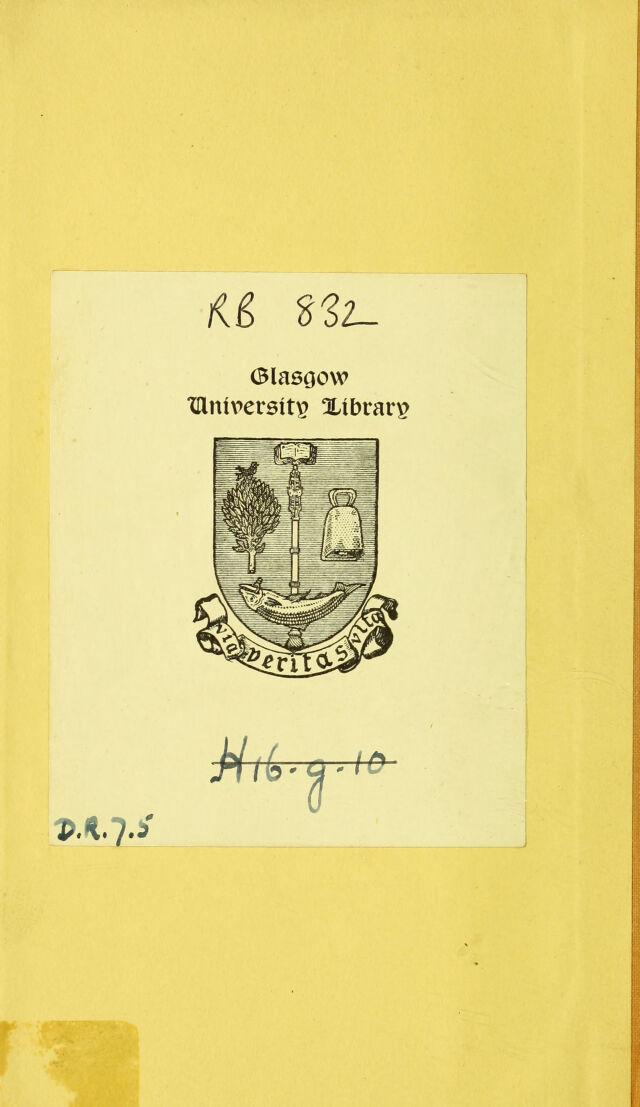 RB 832
Glasgow
University Library
via veritas vita
H16-g.10
D.R.7.5